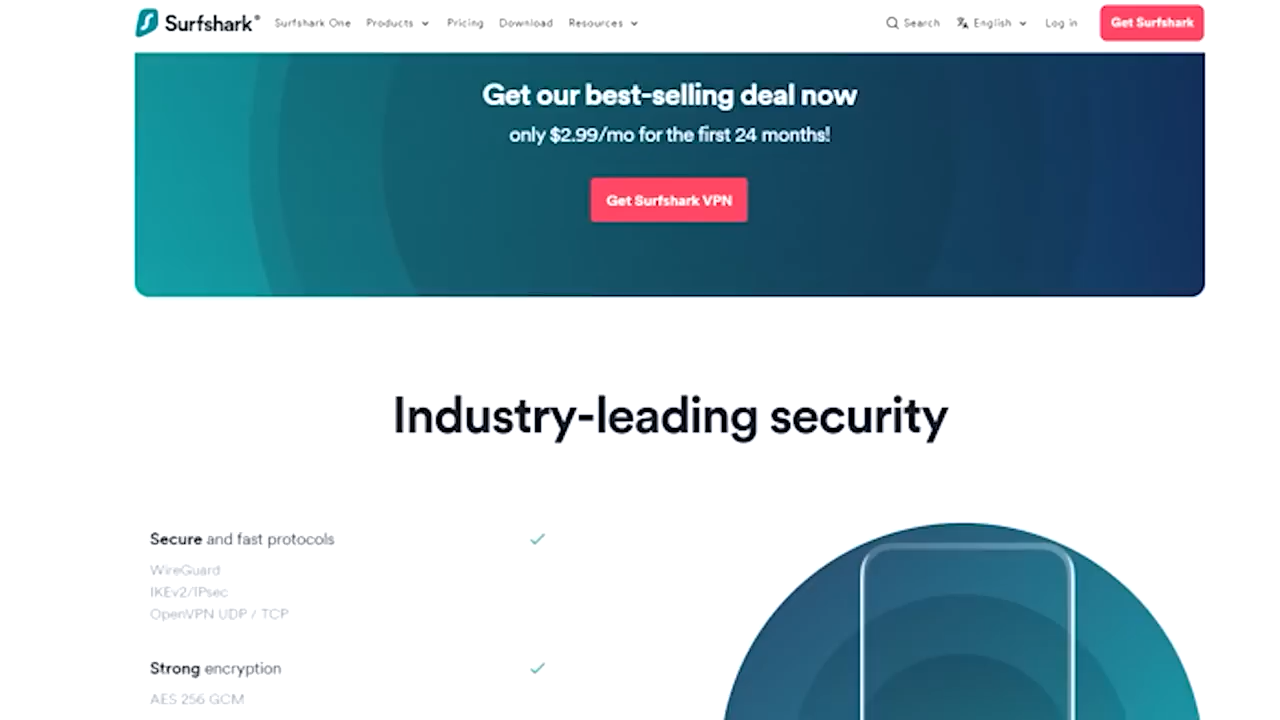 Surfshark®
Surfshark One
Products
Pricing
Download
Resources
Search
English
Log in
Get Surfshark
Get our best-selling deal now
only $2.99/mo for the first 24 months!
Get Surfshark VPN
Industry-leading security
Secure and fast protocols
WireGuard
IKEv2/IPsec
OpenVPN UDP / TCP
Strong encryption
AES 256 GCM